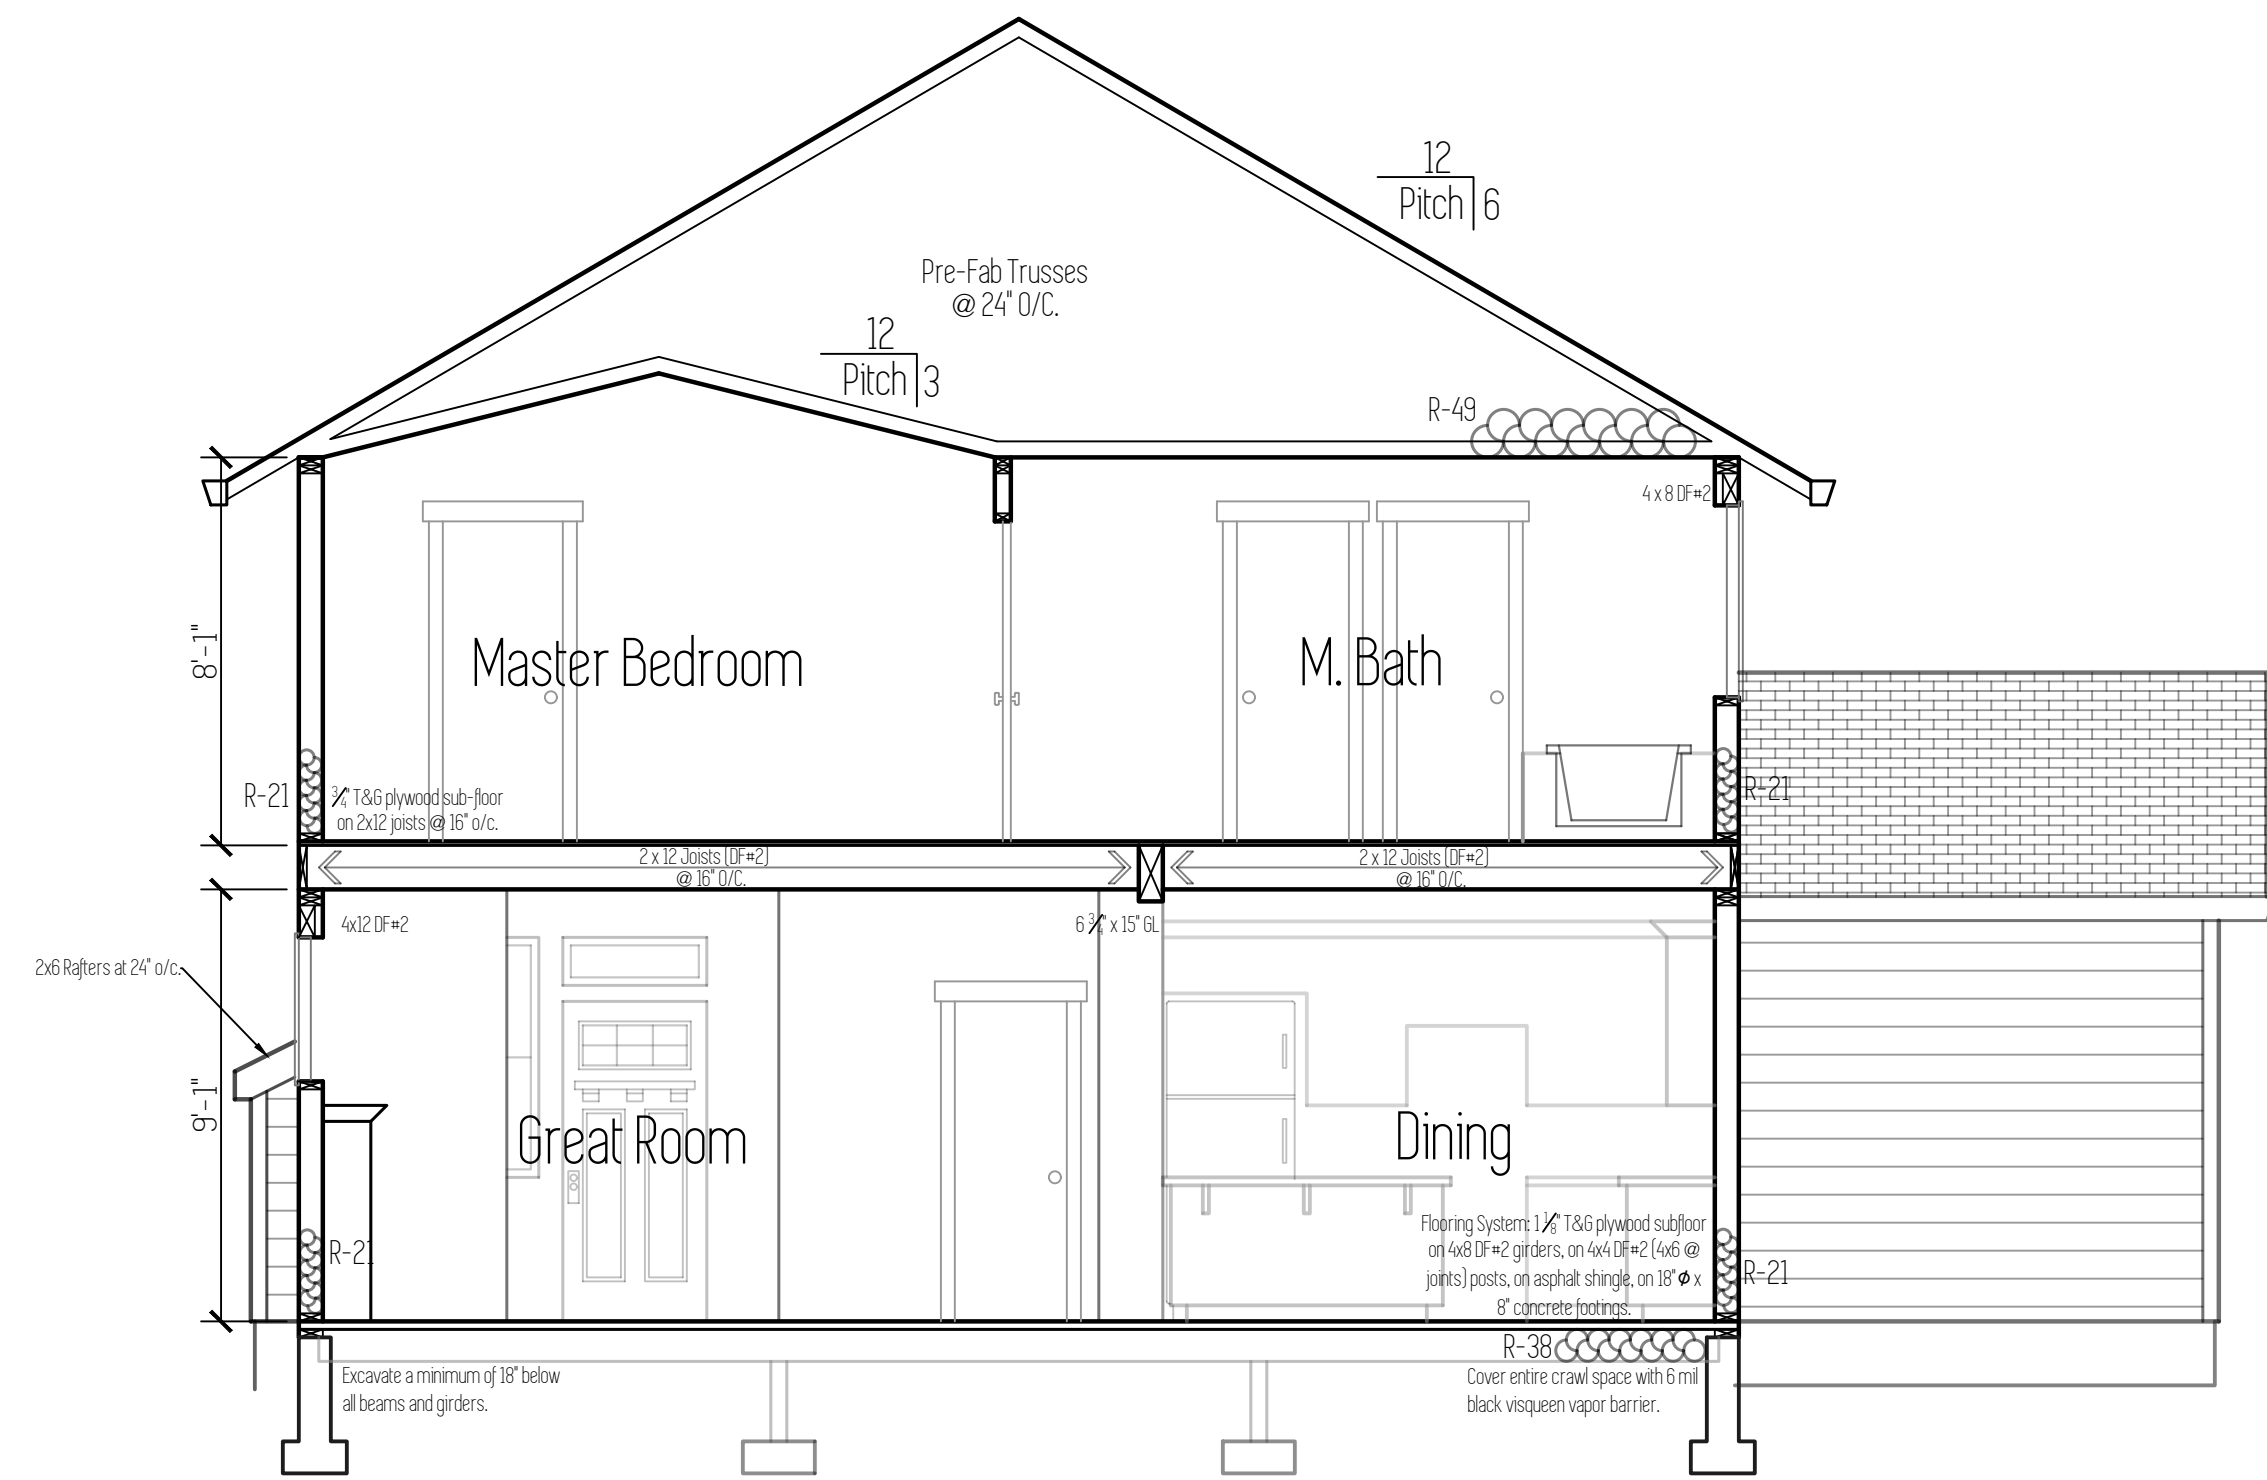 12
Pitch 6
Pre-Fab Trusses
@ 24" O/C.
12
Pitch 3
R-49
4 x 8 DF#2
8'-1"
Master Bedroom
M. Bath
R-21
3/4" T&G plywood sub-floor
on 2x12 joists @ 16" o/c.
R-21
2 x 12 Joists (DF#2)
@ 16" O/C.
2 x 12 Joists (DF#2)
@ 16" O/C.
4x12 DF#2
6 3/4" x 15" GL
2x6 Rafters at 24" o/c.
9'-1"
Great Room
Dining
R-21
Flooring System: 1 1/8" T&G plywood subfloor
on 4x8 DF#2 girders, on 4x4 DF#2 (4x6 @
joints) posts, on asphalt shingle, on 18" Ø x
8" concrete footings.
R-21
R-38
Excavate a minimum of 18" below
all beams and girders.
Cover entire crawl space with 6 mil
black visqueen vapor barrier.